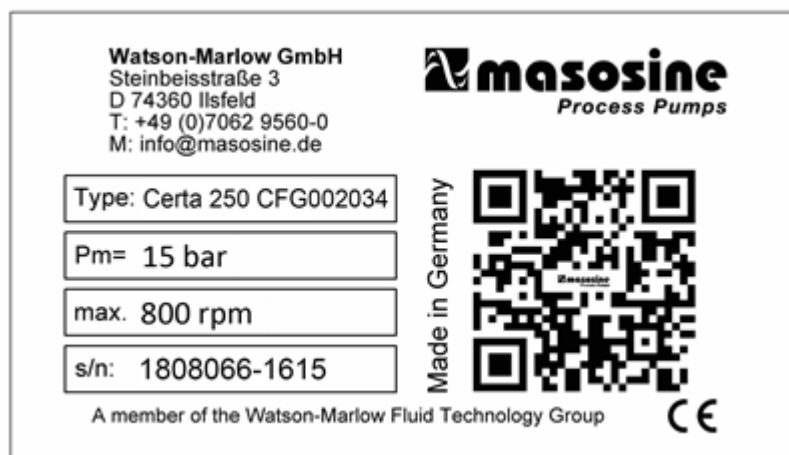 Watson-Marlow GmbH
Steinbeisstraße 3
D 74360 Ilsfeld
T: +49 (0)7062 9560-0
M: info@masosine.de
masosine
Process Pumps
Type: Certa 250 CFG002034
Pm= 15 bar
max. 800 rpm
s/n: 1808066-1615
Made in Germany
masosine
A member of the Watson-Marlow Fluid Technology Group
CE